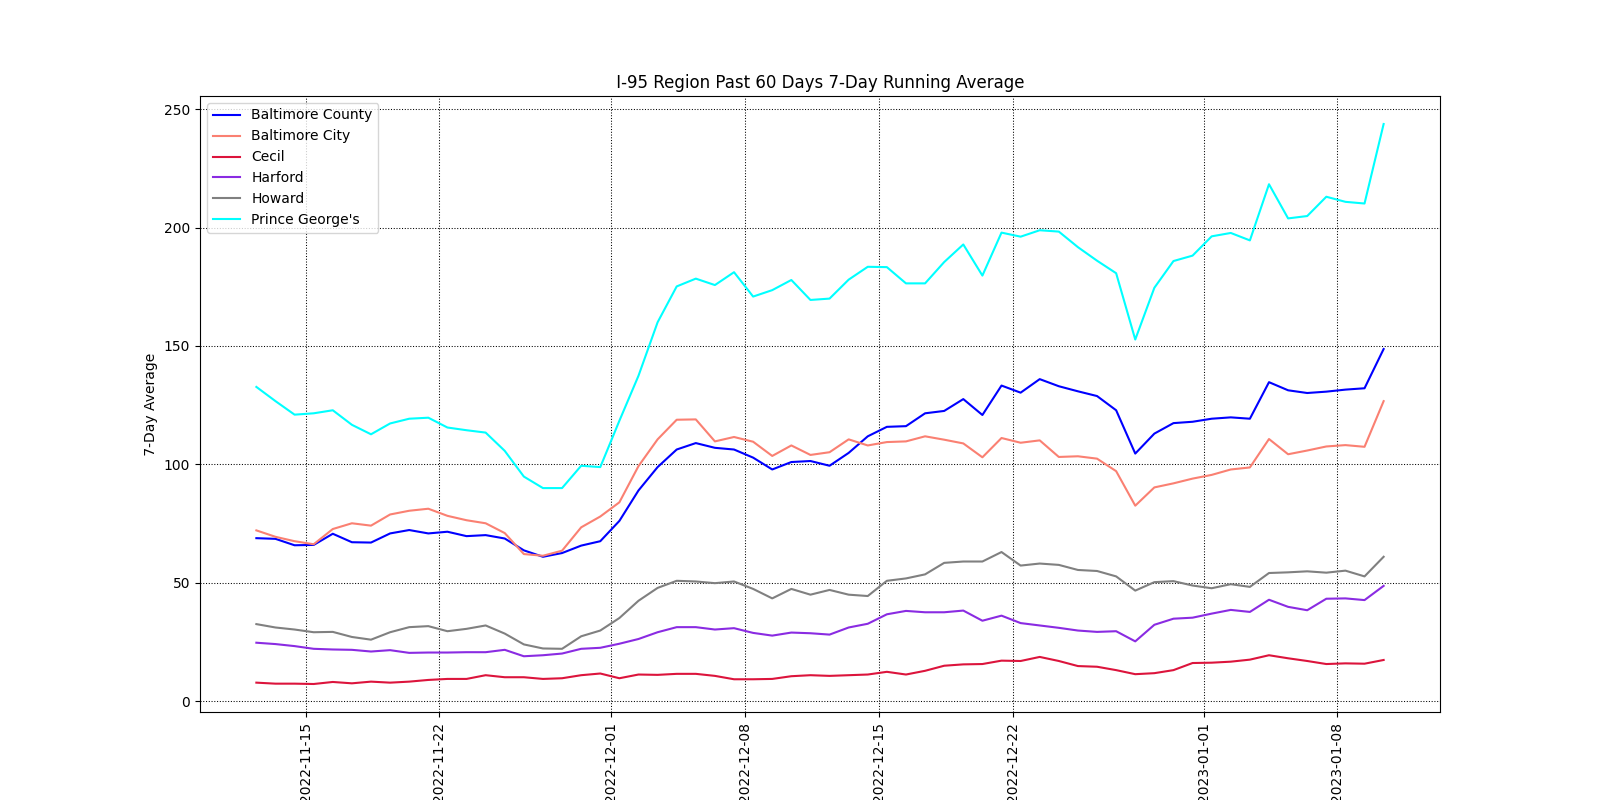 I-95 Region Past 60 Days 7-Day Running Average
250
200
150
100
50
0
7-Day Average
Baltimore County
Baltimore City
Cecil
Harford
Howard
Prince George's
2022-11-15
2022-11-22
2022-12-01
2022-12-08
2022-12-15
2022-12-22
2023-01-01
2023-01-08